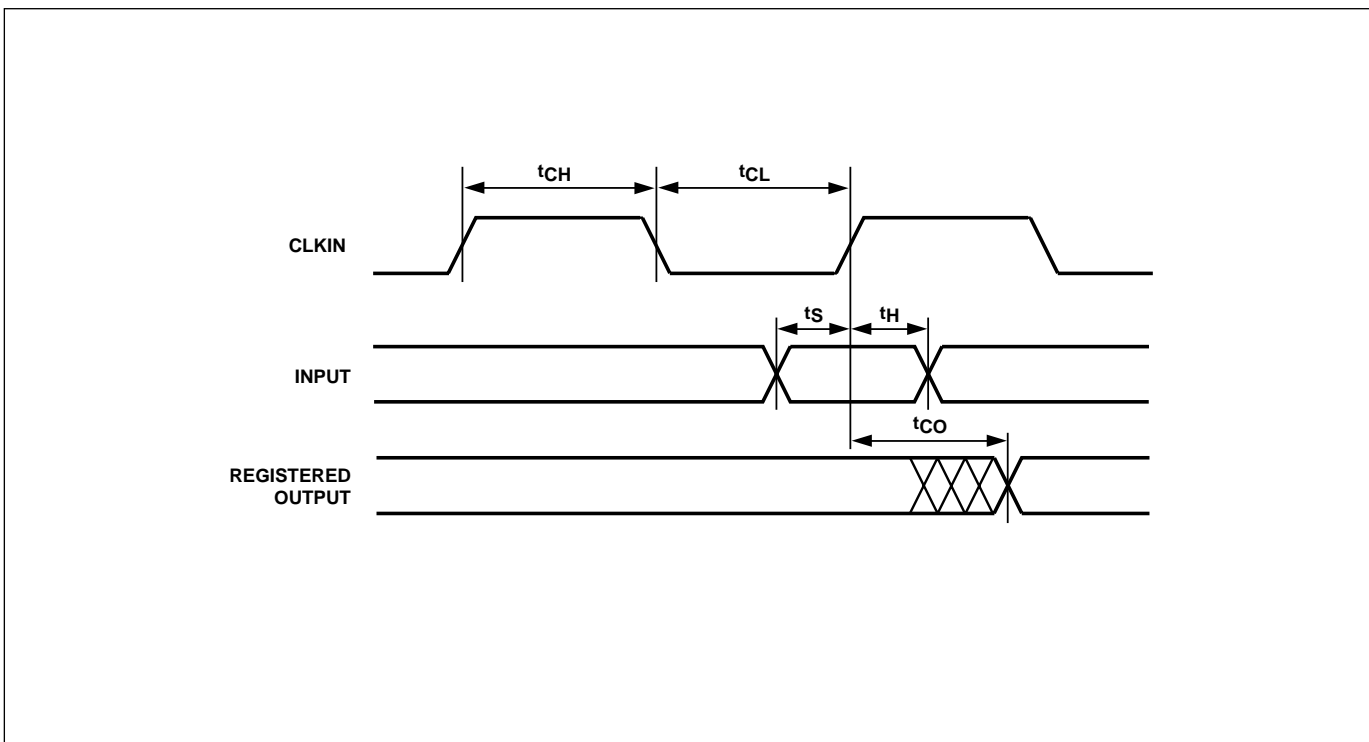 tCH
tCL
CLKIN
tS
tH
INPUT
tCO
REGISTERED
OUTPUT